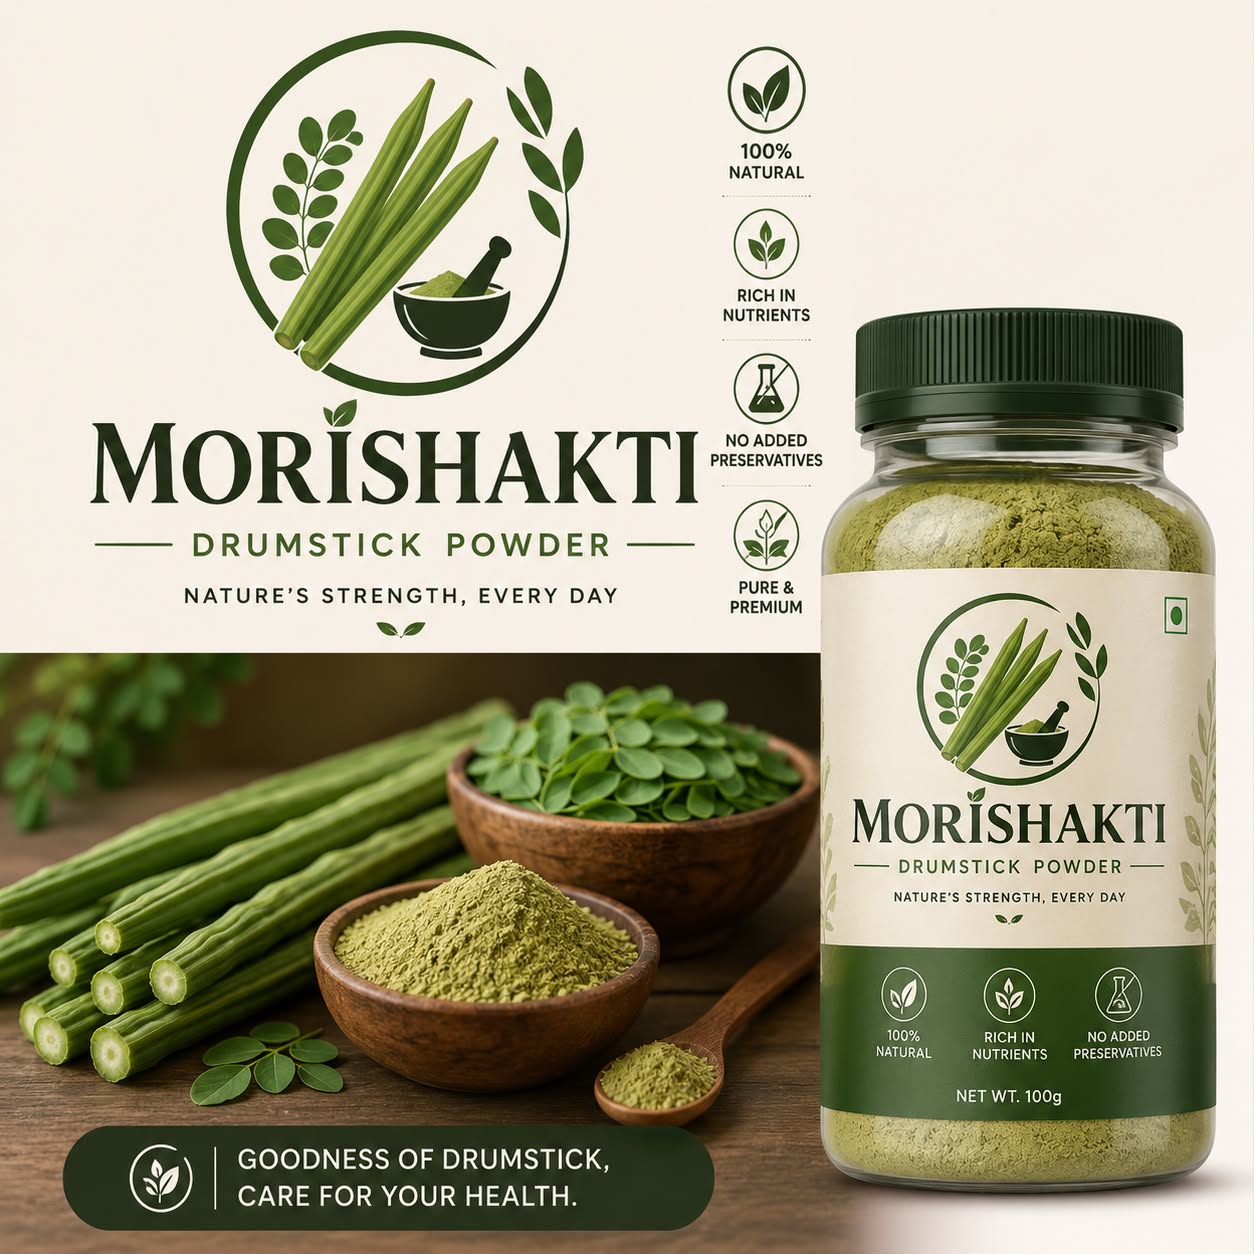 MORISHAKTI
DRUMSTICK POWDER
NATURE'S STRENGTH, EVERY DAY
100%
NATURAL
RICH IN
NUTRIENTS
NO ADDED
PRESERVATIVES
PURE &
PREMIUM
MORISHAKTI
DRUMSTICK POWDER
NATURE'S STRENGTH, EVERY DAY
100%
NATURAL
RICH IN
NUTRIENTS
NO ADDED
PRESERVATIVES
NET WT. 100g
GOODNESS OF DRUMSTICK,
CARE FOR YOUR HEALTH.